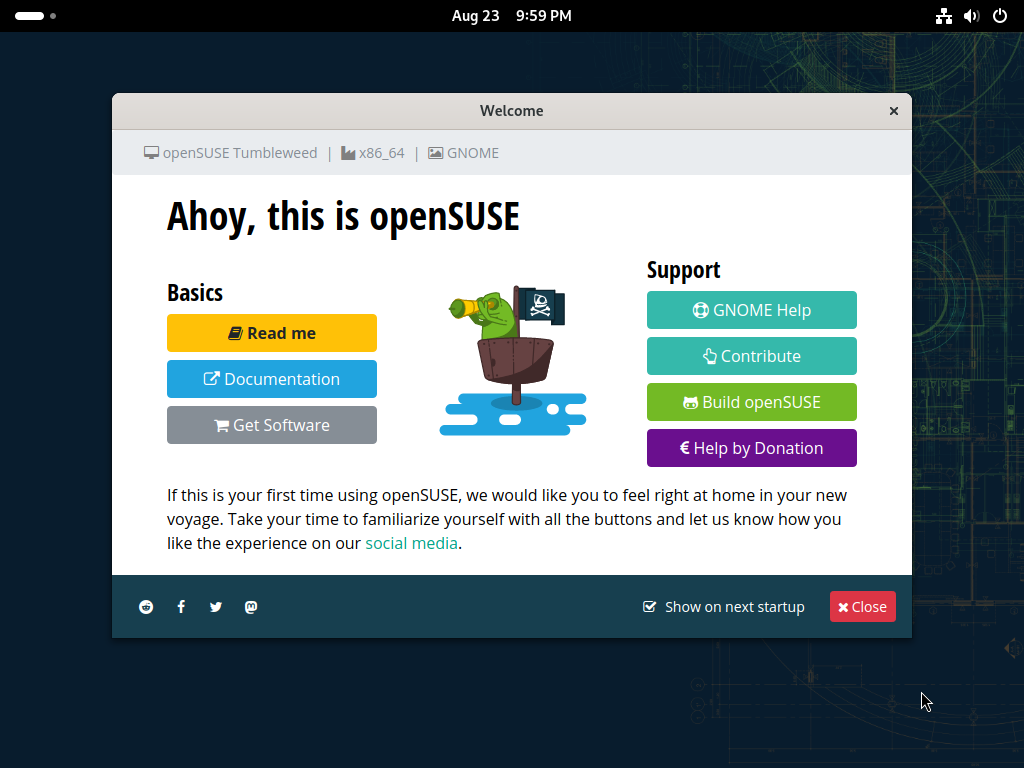 Aug 23 9:59 PM
Welcome
openSUSE Tumbleweed | x86_64 | GNOME
Ahoy, this is openSUSE
Basics
Read me
Documentation
Get Software
Support
GNOME Help
Contribute
Build openSUSE
€ Help by Donation
If this is your first time using openSUSE, we would like you to feel right at home in your new
voyage. Take your time to familiarize yourself with all the buttons and let us know how you
like the experience on our social media.
Show on next startup
Close